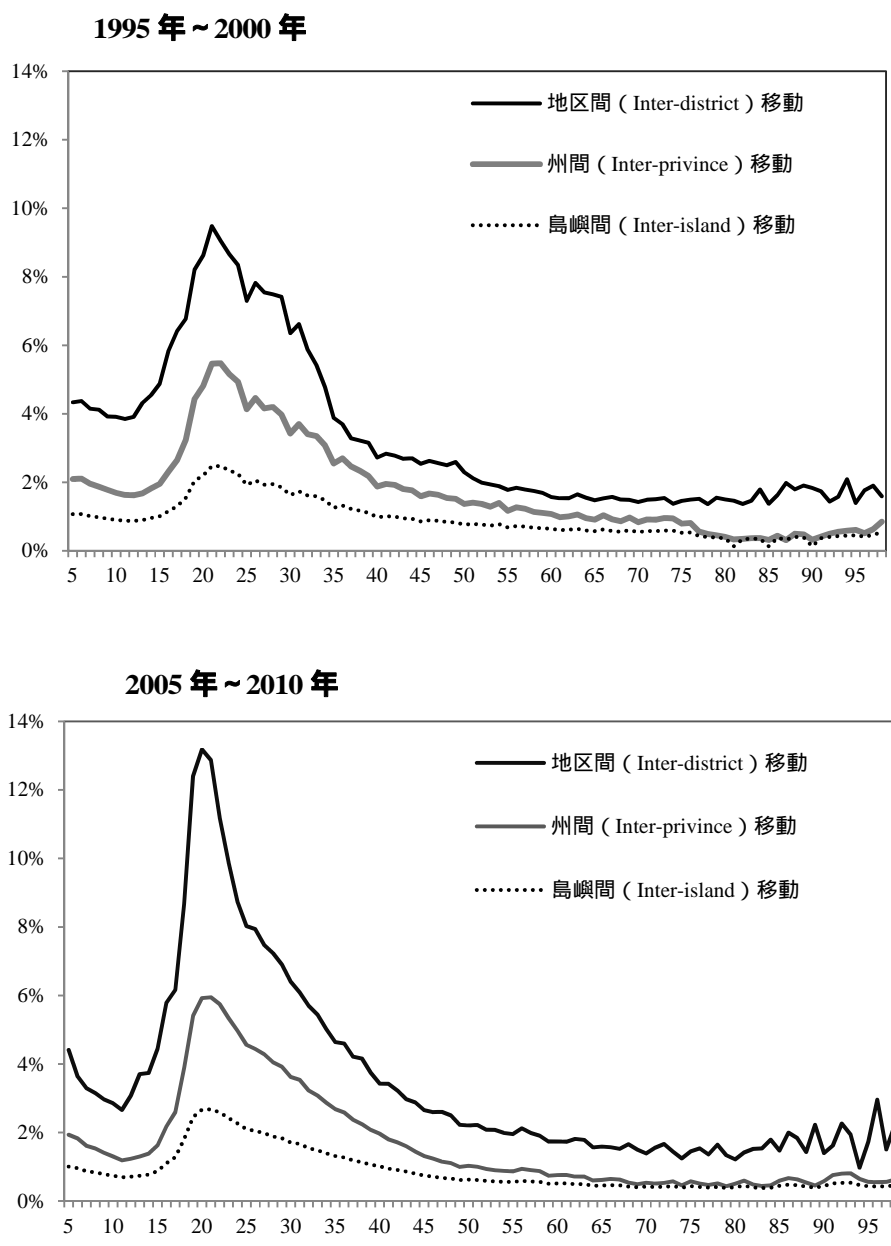 1995 年 ~ 2000 年
14%
12%
10%
8%
6%
4%
2%
0%
地区間 ( Inter-district ) 移動
州間 ( Inter-privince ) 移動
島嶼間 ( Inter-island ) 移動
5 10 15 20 25 30 35 40 45 50 55 60 65 70 75 80 85 90 95
2005 年 ~ 2010 年
14%
12%
10%
8%
6%
4%
2%
0%
地区間 ( Inter-district ) 移動
州間 ( Inter-privince ) 移動
島嶼間 ( Inter-island ) 移動
5 10 15 20 25 30 35 40 45 50 55 60 65 70 75 80 85 90 95